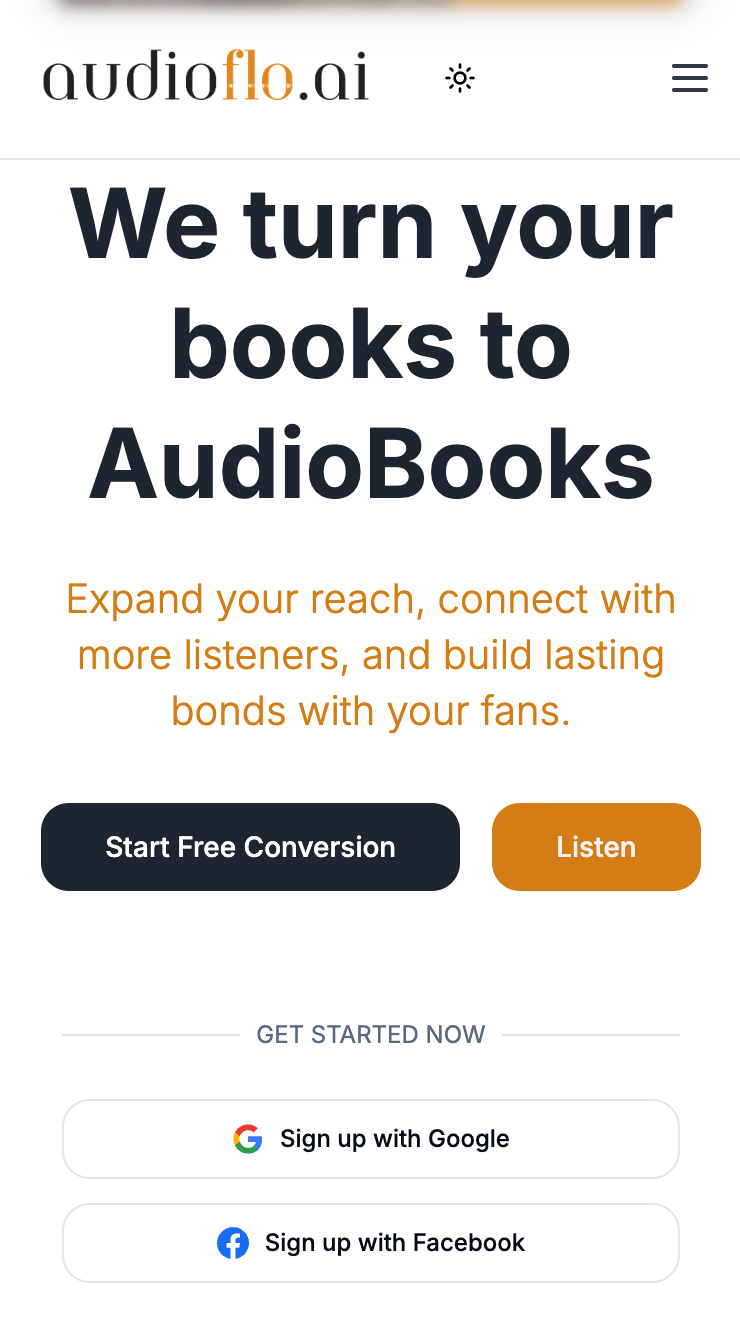 audioflo.ai
We turn your
books to
AudioBooks
Expand your reach, connect with
more listeners, and build lasting
bonds with your fans.
Start Free Conversion
Listen
GET STARTED NOW
Sign up with Google
Sign up with Facebook